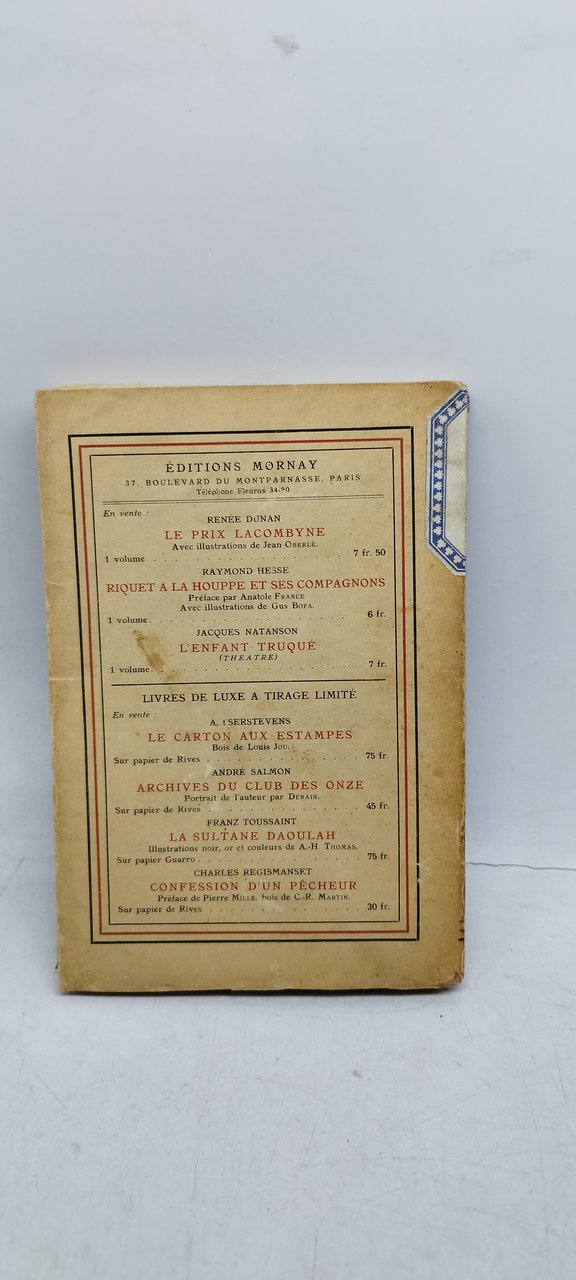 ÉDITIONS MORNAY
37, BOULEVARD DU MONTPARNASSE, PARIS
Téléphone Fleurus 34-90
En vente :
RENÉE DUNAN
LE PRIX LACOMBYNE
Avec illustrations de Jean OBERLÉ.
1 volume . . . . . . . . . . . . . . . . 7 fr. 50
RAYMOND HESSE
RIQUET A LA HOUPPE ET SES COMPAGNONS
Préface par Anatole FRANCE
Avec illustrations de Gus BOFA.
1 volume. . . . . . . . . . . . . . . . . 6 fr.
JACQUES NATANSON
L'ENFANT TRUQUÉ
(THEATRE)
1 volume. . . . . . . . . . . . . . . . . 7 fr.
LIVRES DE LUXE A TIRAGE LIMITÉ
En vente :
A. t'SERSTEVENS
LE CARTON AUX ESTAMPES
Bois de Louis JOU.
Sur papier de Rives . . . . . . . . . . . . 75 fr.
ANDRÉ SALMON
ARCHIVES DU CLUB DES ONZE
Portrait de l'auteur par DERAIN.
Sur papier de Rives . . . . . . . . . . . . 45 fr.
FRANZ TOUSSAINT
LA SULTANE DAOULAH
Illustrations noir, or et couleurs de A.-H THOMAS.
Sur papier Guarro . . . . . . . . . . . . . 75 fr.
CHARLES REGISMANSET
CONFESSION D'UN PÊCHEUR
Préface de Pierre MILLE, bois de C.-R. MARTIN.
Sur papier de Rives . . . . . . . . . . . . 30 fr.